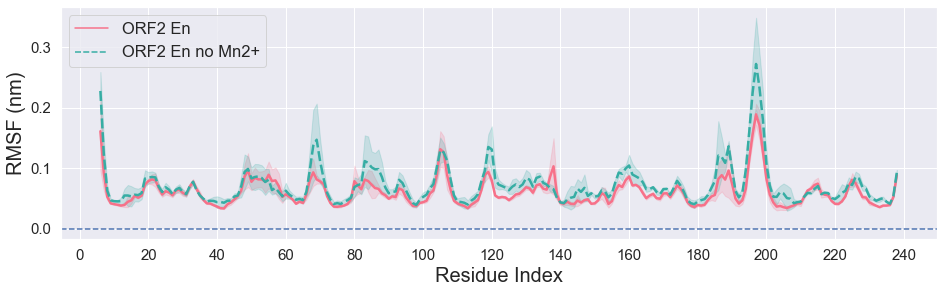 ORF2 En
ORF2 En no Mn2+
RMSF (nm)
0.3
0.2
0.1
0.0
0 20 40 60 80 100 120 140 160 180 200 220 240
Residue Index